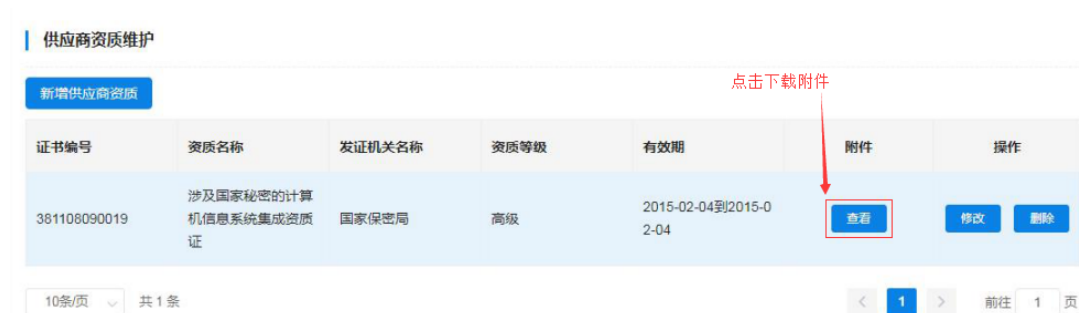 供应商资质维护
点击下载附件
新增供应商资质
证书编号 资质名称 发证机关名称 资质等级 有效期 附件 操作
涉及国家秘密的计算
381108090019 机信息系统集成资质 国家保密局 高级 2015-02-04到2015-0 查看 修改 删除
证 2-04
10条/页 共1条 < 1 > 前往 1 页